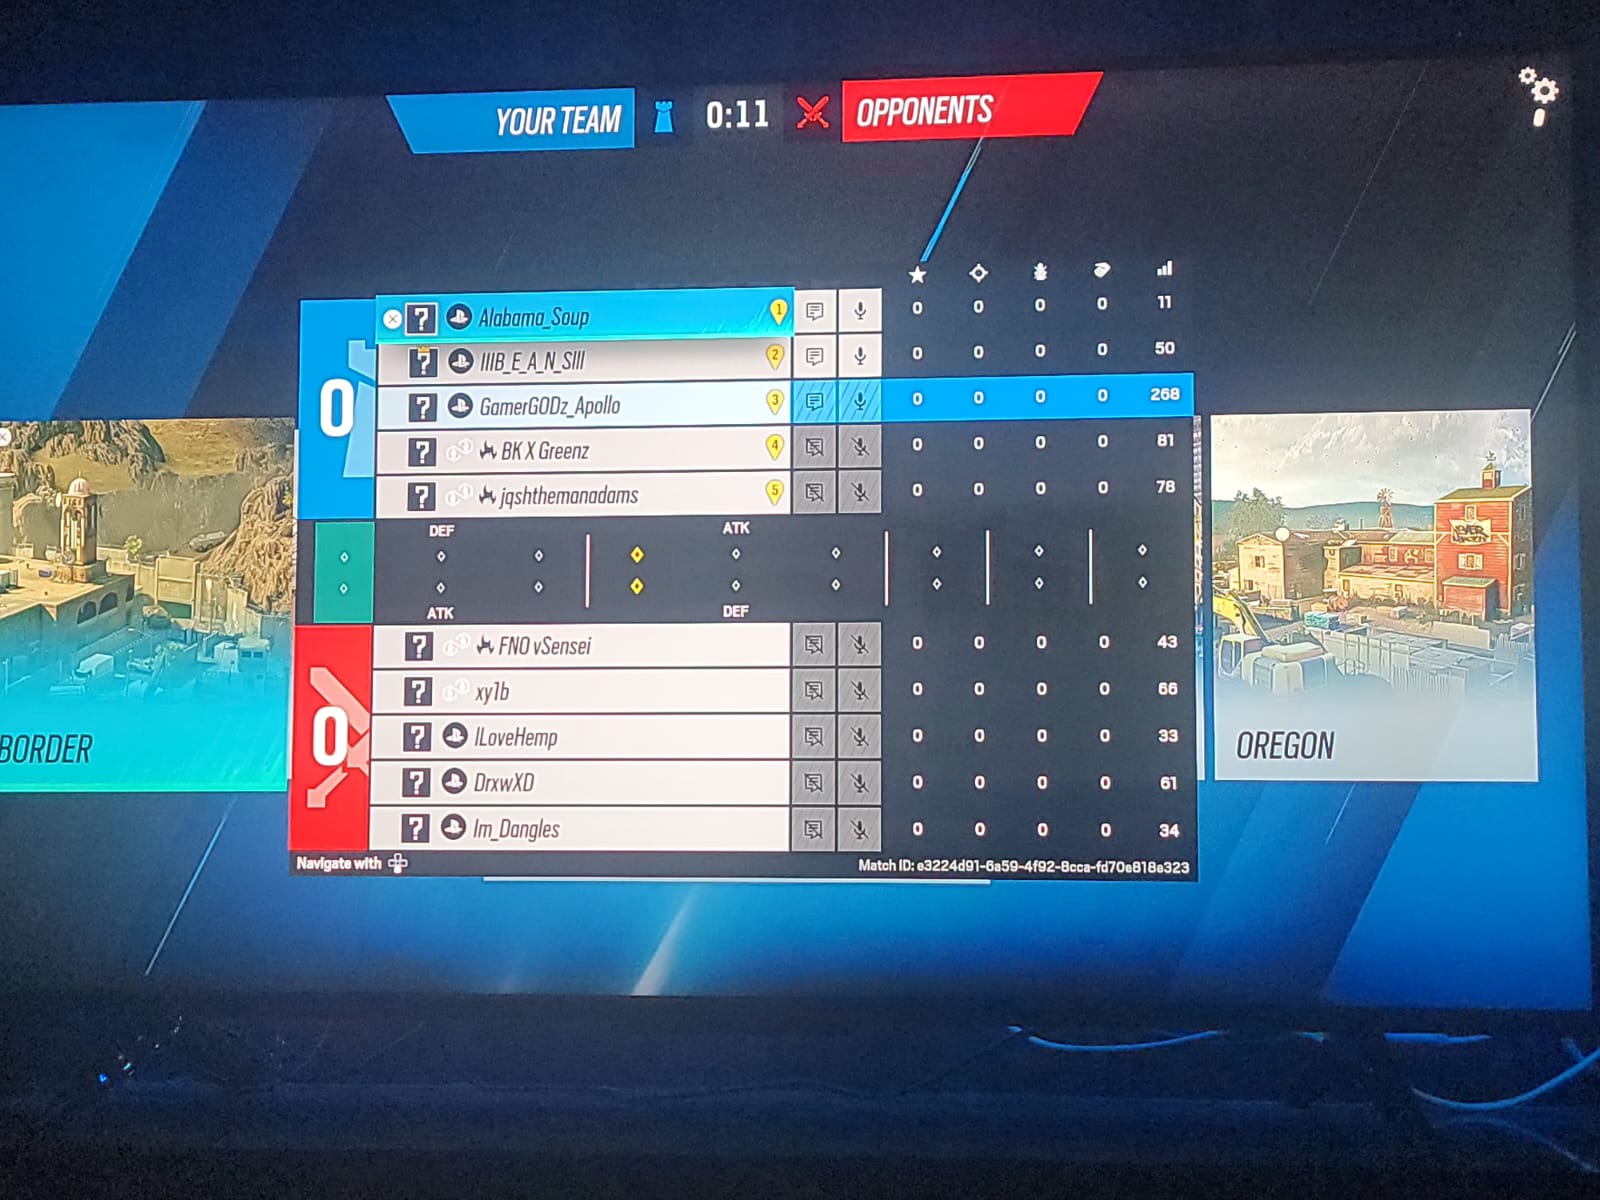 YOUR TEAM 0:11 OPPONENTS
0
? Alabama_Soup 1 0 0 0 0 11
? IIIB_E_A_N_SIII 2 0 0 0 0 50
? GamerGODz_Apollo 3 0 0 0 0 268
? BK X Greenz 4 0 0 0 0 81
? jqshthemanadams 5 0 0 0 0 78
DEF ATK
ATK DEF
0
? FNO vSensei 0 0 0 0 43
? xy1b 0 0 0 0 66
? ILoveHemp 0 0 0 0 33
? DrxwXD 0 0 0 0 61
? Im_Dangles 0 0 0 0 34
Navigate with Match ID: e3224d91-6a59-4f92-8cca-fd70e818e323
BORDER
OREGON